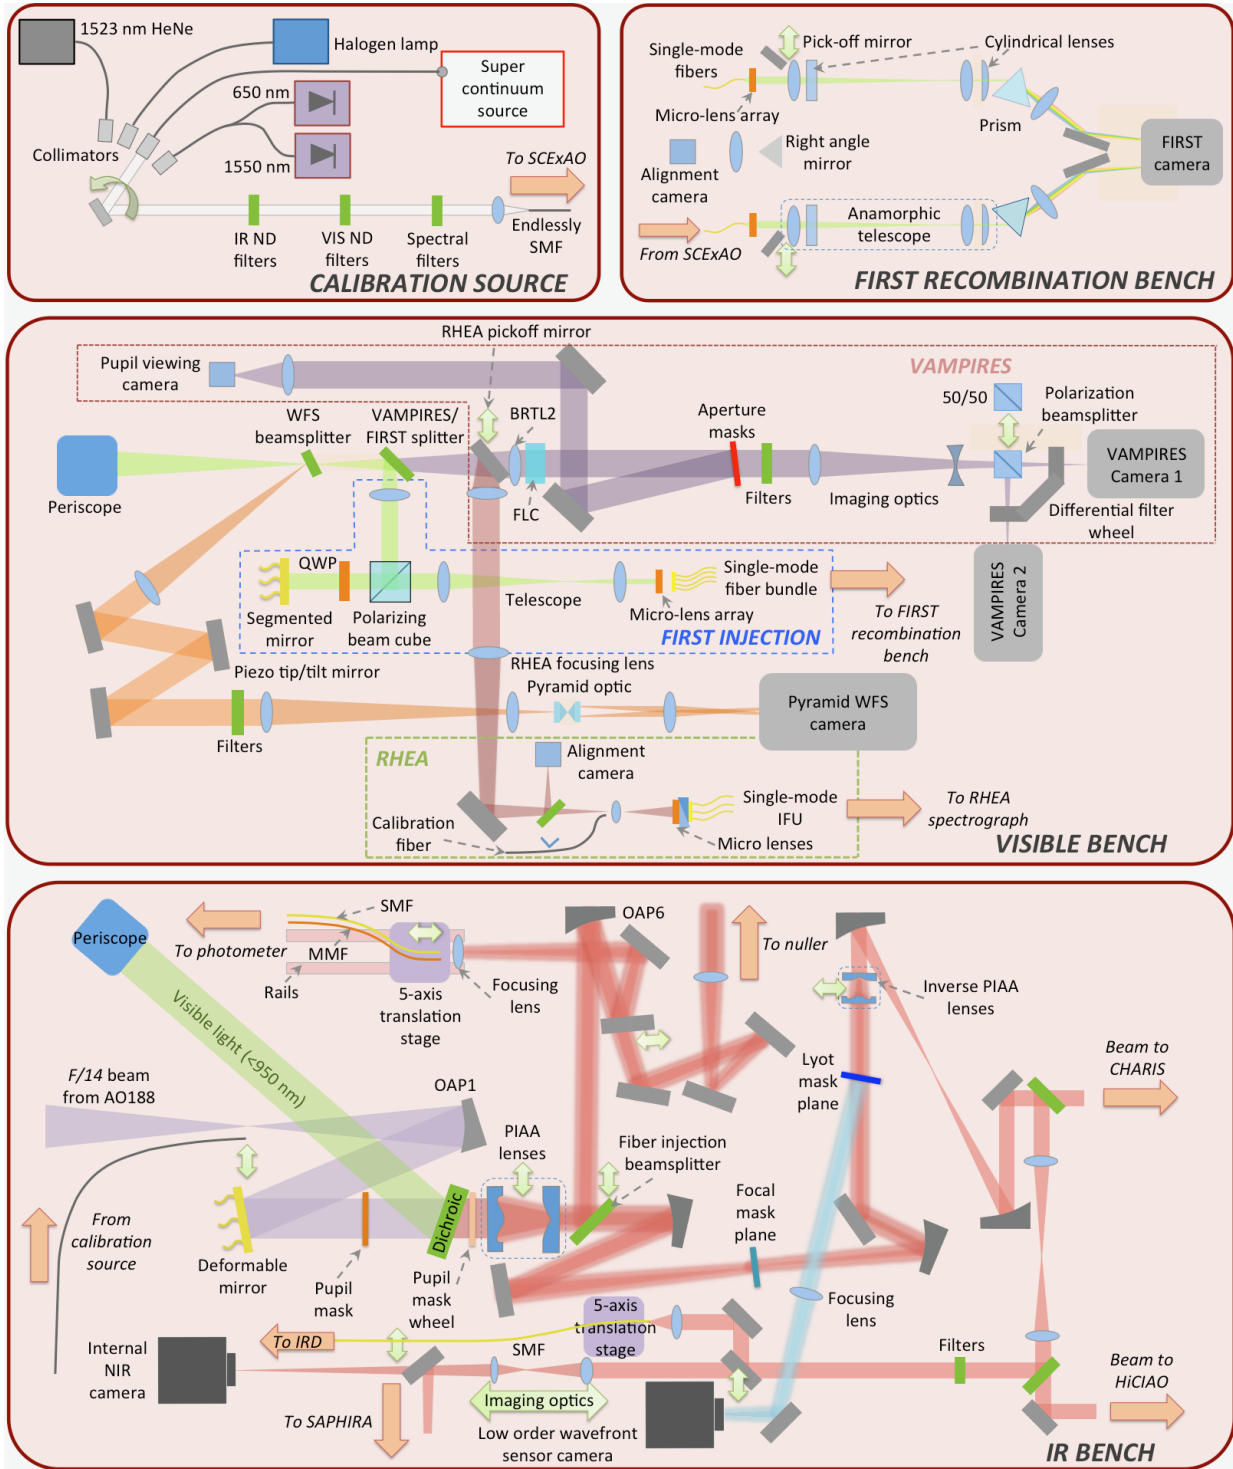 1523 nm HeNe
Halogen lamp
Super
continuum
source
650 nm
1550 nm
Collimators
To SCExAO
IR ND
filters
VIS ND
filters
Spectral
filters
Endlessly
SMF
CALIBRATION SOURCE
Single-mode
fibers
Pick-off mirror
Cylindrical lenses
Micro-lens array
Prism
Alignment
camera
Right angle
mirror
FIRST
camera
From SCExAO
Anamorphic
telescope
FIRST RECOMBINATION BENCH
RHEA pickoff mirror
Pupil viewing
camera
VAMPIRES
WFS
beamsplitter
VAMPIRES/
FIRST splitter
BRTL2
Aperture
masks
50/50
Polarization
beamsplitter
Periscope
FLC
Filters
Imaging optics
VAMPIRES
Camera 1
Differential filter
wheel
VAMPIRES
Camera 2
QWP
Segmented
mirror
Polarizing
beam cube
Telescope
Single-mode
fiber bundle
Micro-lens array
FIRST INJECTION
To FIRST
recombination
bench
Piezo tip/tilt mirror
RHEA focusing lens
Pyramid optic
Filters
Pyramid WFS
camera
RHEA
Alignment
camera
Calibration
fiber
Single-mode
IFU
Micro lenses
To RHEA
spectrograph
VISIBLE BENCH
Periscope
To photometer
SMF
MMF
Rails
5-axis
translation
stage
Focusing
lens
OAP6
To nuller
Inverse PIAA
lenses
Visible light (<950 nm)
F/14 beam
from AO188
OAP1
PIAA
lenses
Fiber injection
beamsplitter
Lyot
mask
plane
Beam to
CHARIS
From
calibration
source
Deformable
mirror
Pupil
mask
Dichroic
Pupil
mask
wheel
Focal
mask
plane
Focusing
lens
5-axis
translation
stage
To IRD
Internal
NIR
camera
SMF
Filters
Imaging optics
To SAPHIRA
Low order wavefront
sensor camera
Beam to
HiCIAO
IR BENCH